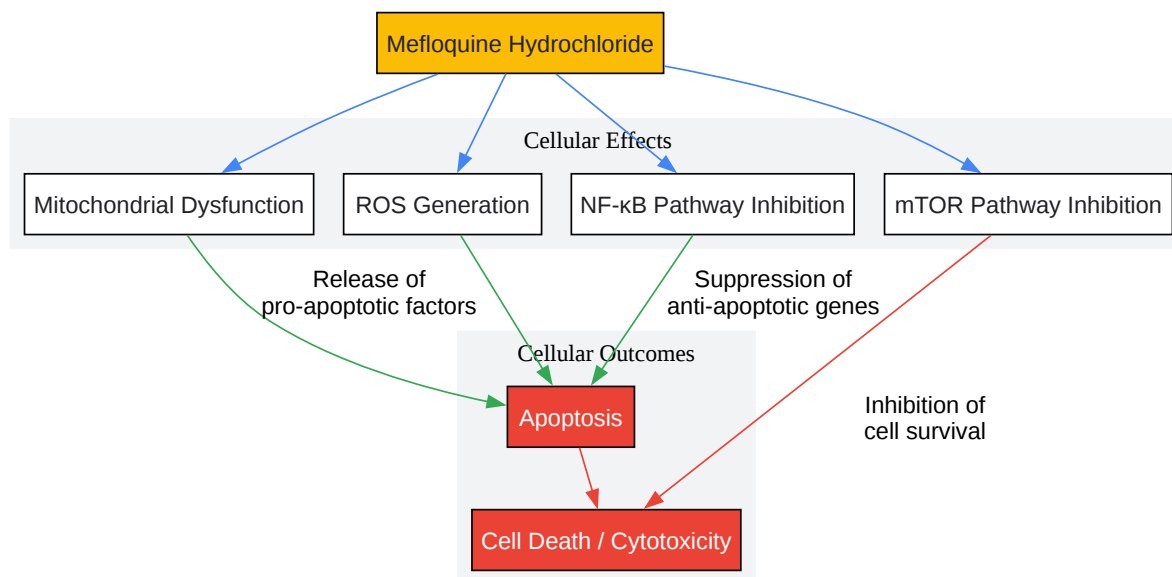 Mefloquine Hydrochloride
Cellular Effects
Mitochondrial Dysfunction
ROS Generation
NF-κB Pathway Inhibition
mTOR Pathway Inhibition
Release of
pro-apoptotic factors
Suppression of
anti-apoptotic genes
Cellular Outcomes
Apoptosis
Inhibition of
cell survival
Cell Death / Cytotoxicity